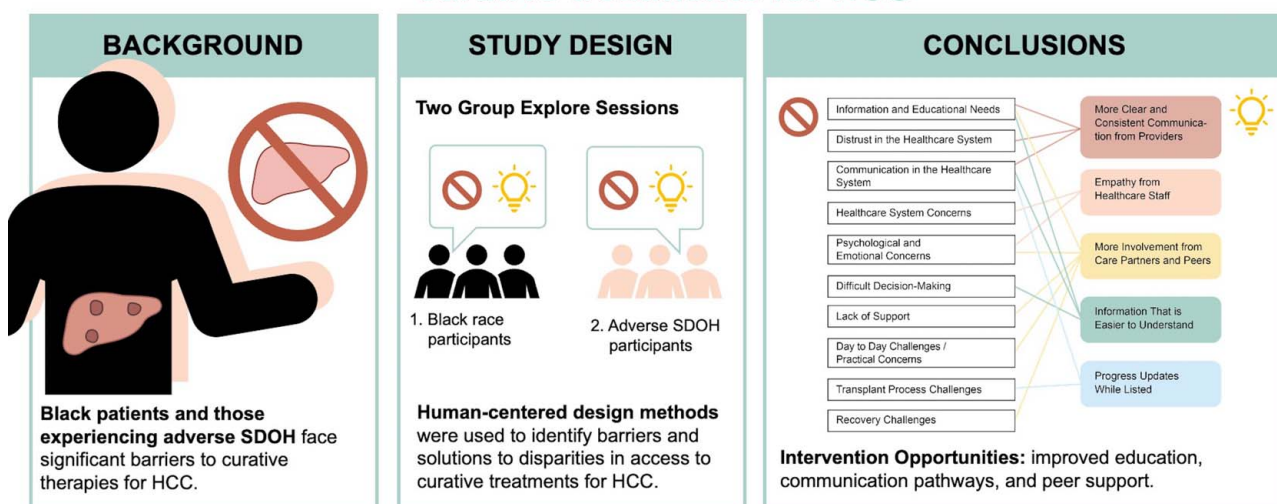 BACKGROUND
Black patients and those
experiencing adverse SDOH face
significant barriers to curative
therapies for HCC.
STUDY DESIGN
Two Group Explore Sessions
1. Black race
participants
2. Adverse SDOH
participants
Human-centered design methods
were used to identify barriers and
solutions to disparities in access to
curative treatments for HCC.
CONCLUSIONS
Information and Educational Needs
Distrust in the Healthcare System
Communication in the Healthcare
System
Healthcare System Concerns
Psychological and
Emotional Concerns
Difficult Decision-Making
Lack of Support
Day to Day Challenges /
Practical Concerns
Transplant Process Challenges
Recovery Challenges
More Clear and
Consistent Communica-
tion from Providers
Empathy from
Healthcare Staff
More Involvement from
Care Partners and Peers
Information That is
Easier to Understand
Progress Updates
While Listed
Intervention Opportunities: improved education,
communication pathways, and peer support.